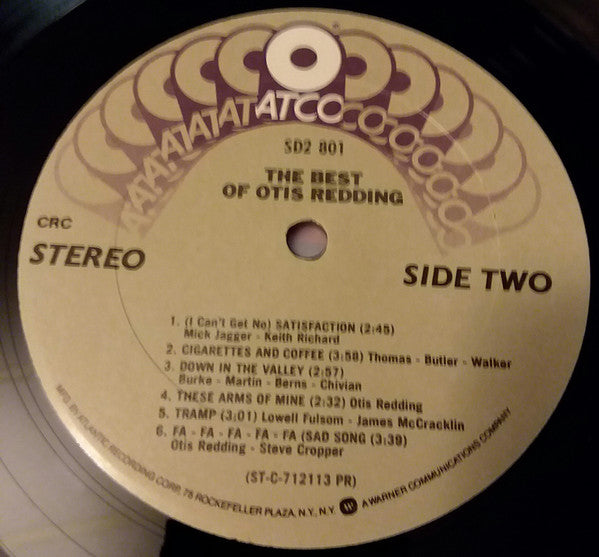 ATCO
SD2 801
THE BEST
OF OTIS REDDING
CRC
STEREO
SIDE TWO
1. (I Can't Get No) SATISFACTION (2:45)
Mick Jagger - Keith Richard
2. CIGARETTES AND COFFEE (3:58) Thomas - Butler - Walker
3. DOWN IN THE VALLEY (2:57)
Burke - Martin - Berns - Chivian
4. THESE ARMS OF MINE (2:32) Otis Redding
5. TRAMP (3:01) Lowell Fulsom - James McCracklin
6. FA - FA - FA - FA - FA (SAD SONG (3:39)
Otis Redding - Steve Cropper
(ST-C-712113 PR)
MFG. BY ATLANTIC RECORDING CORP. 75 ROCKEFELLER PLAZA, N.Y., N.Y. W A WARNER COMMUNICATIONS COMPANY